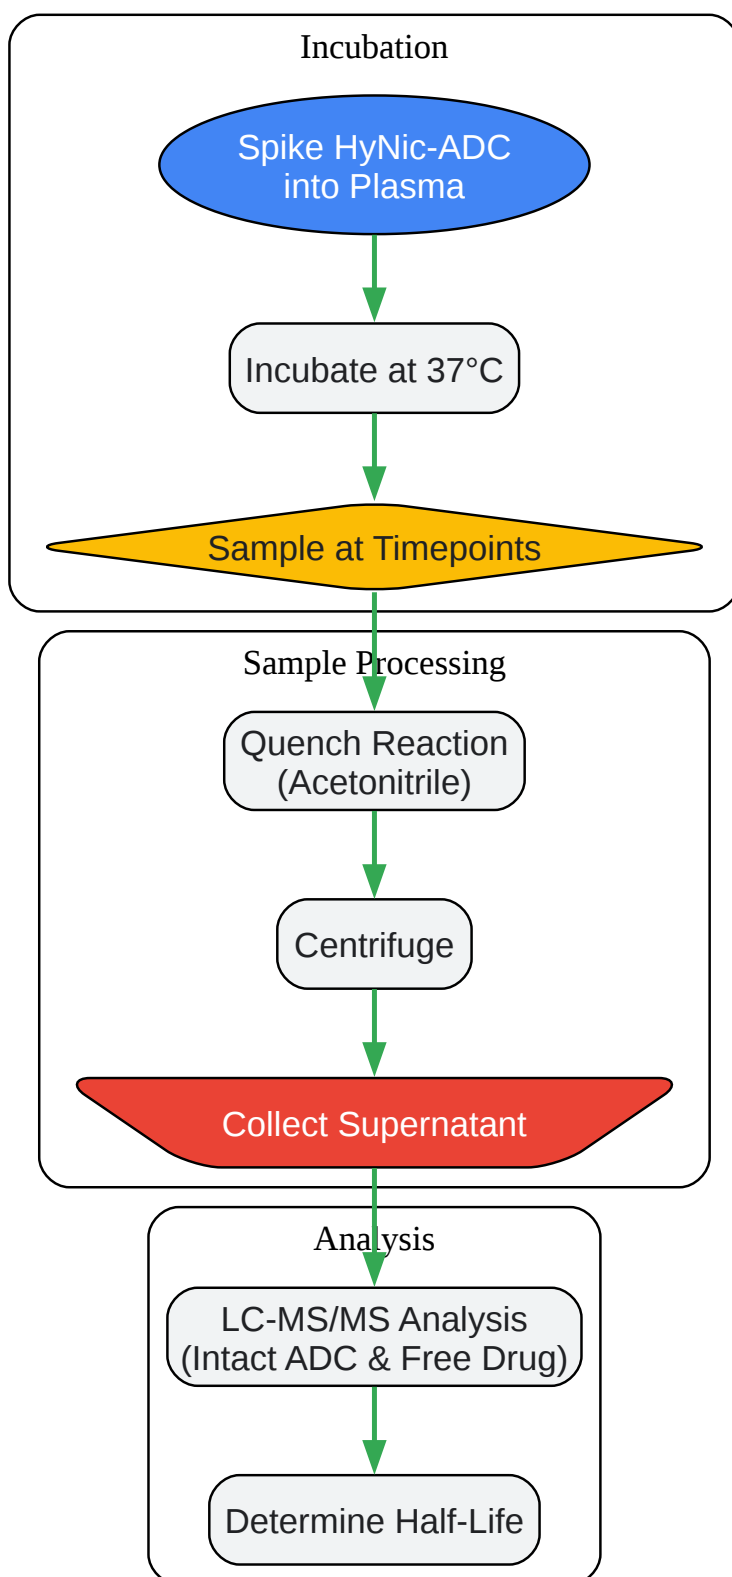 Incubation
Spike HyNic-ADC
into Plasma
Incubate at 37°C
Sample at Timepoints
Sample Processing
Quench Reaction
(Acetonitrile)
Centrifuge
Collect Supernatant
Analysis
LC-MS/MS Analysis
(Intact ADC & Free Drug)
Determine Half-Life